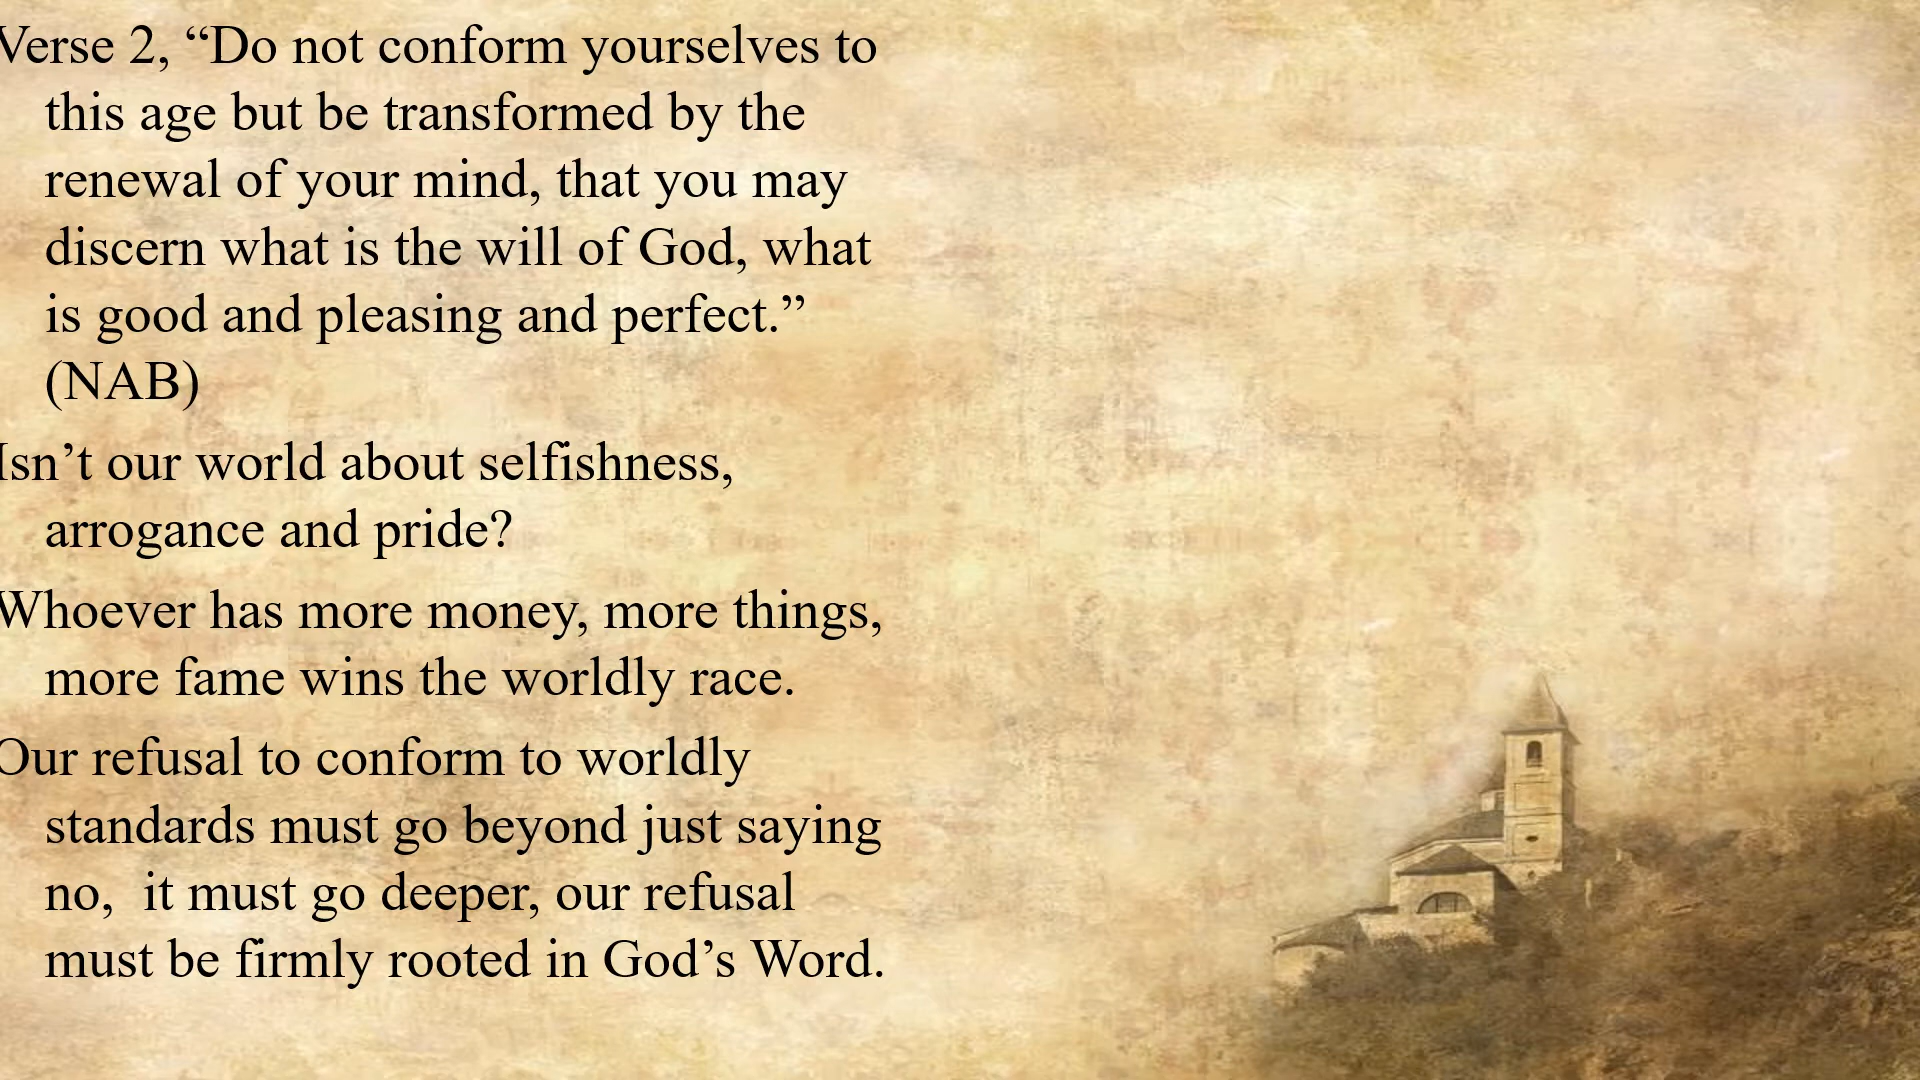 Verse 2, “Do not conform yourselves to
this age but be transformed by the
renewal of your mind, that you may
discern what is the will of God, what
is good and pleasing and perfect.”
(NAB)
Isn’t our world about selfishness,
arrogance and pride?
Whoever has more money, more things,
more fame wins the worldly race.
Our refusal to conform to worldly
standards must go beyond just saying
no,  it must go deeper, our refusal
must be firmly rooted in God’s Word.